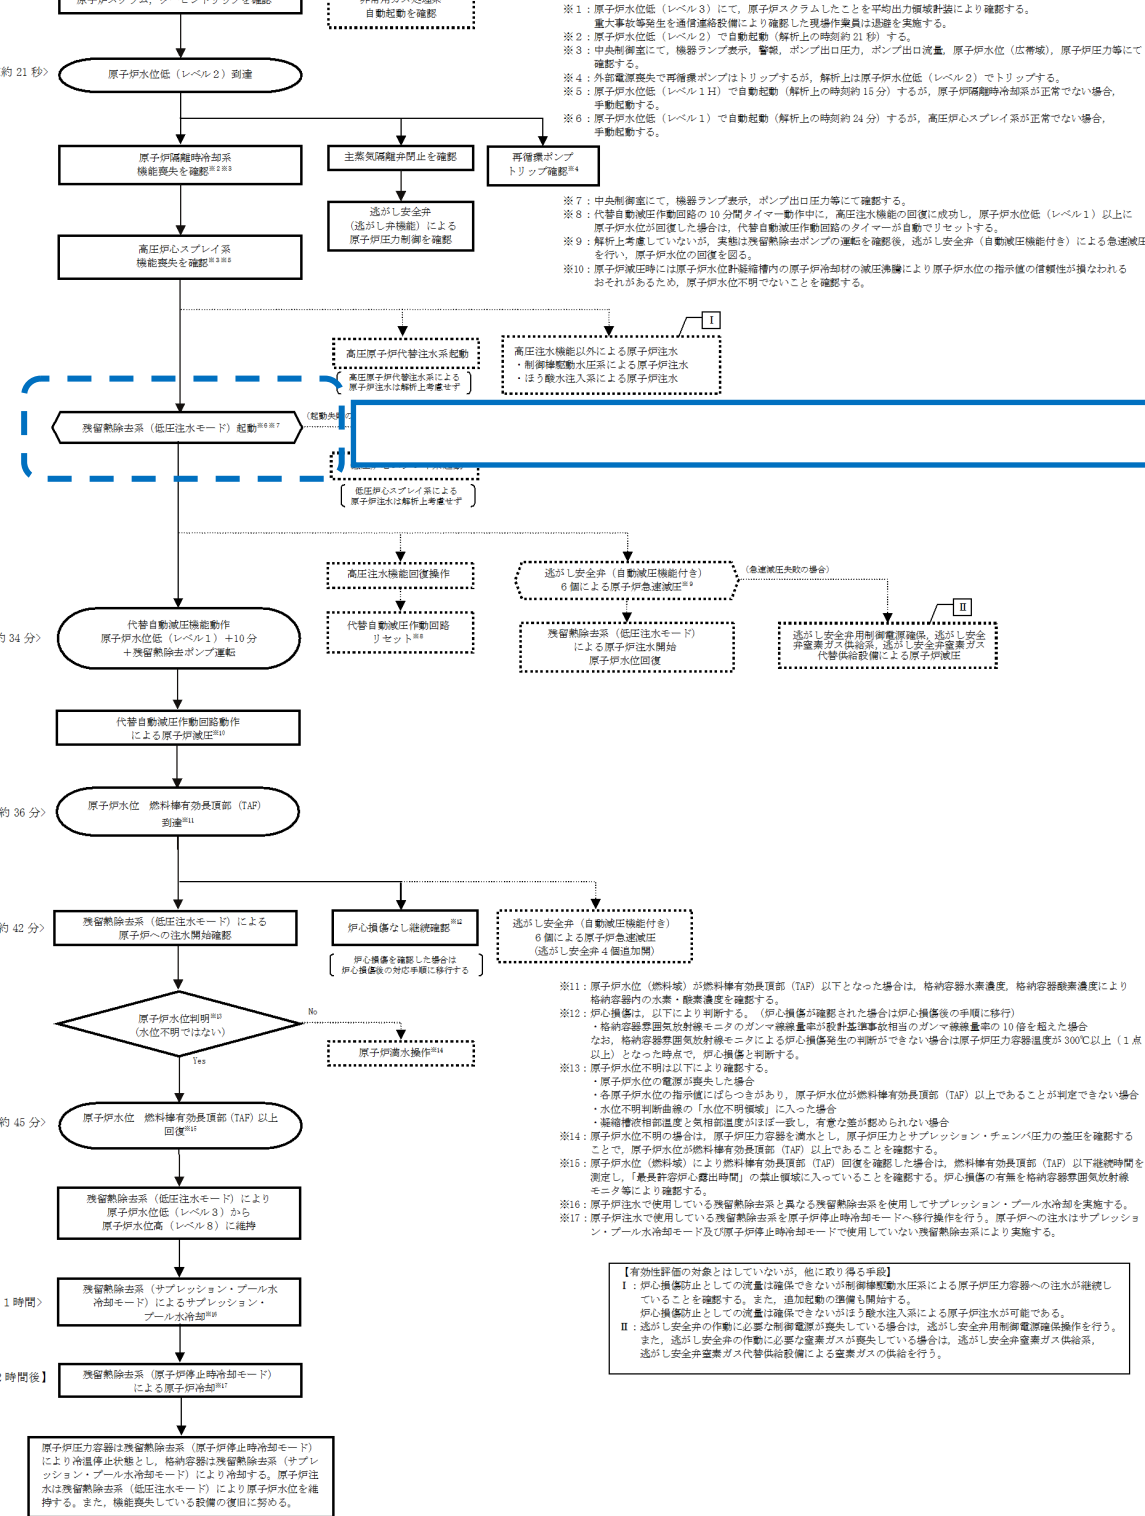 原子炉スクラム，タービントリップを確認
非常用ガス処理系
自動起動を確認
※１：原子炉水位低（レベル３）にて，原子炉スクラムしたことを平均出力領域計装により確認する。
重大事故等発生を通信連絡設備により確認した現場作業員は退避を実施する。
※２：原子炉水位低（レベル２）で自動起動（解析上の時刻約21秒）する。
※３：中央制御室にて，機器ランプ表示，警報，ポンプ出口圧力，ポンプ出口流量，原子炉水位（広帯域），原子炉圧力等にて
確認する。
※４：外部電源喪失で再循環ポンプはトリップするが，解析上は原子炉水位低（レベル２）でトリップする。
※５：原子炉水位低（レベル１Ｈ）で自動起動（解析上の時刻約15分）するが，原子炉隔離時冷却系が正常でない場合，
手動起動する。
※６：原子炉水位低（レベル１）で自動起動（解析上の時刻約24分）するが，高圧炉心スプレイ系が正常でない場合，
手動起動する。
約21秒〉
原子炉水位低（レベル２）到達
原子炉隔離時冷却系
機能喪失を確認※２※３
主蒸気隔離弁閉止を確認
再循環ポンプ
トリップ確認※４
逃がし安全弁
（逃がし弁機能）による
原子炉圧力制御を確認
高圧炉心スプレイ系
機能喪失を確認※３※５
※７：中央制御室にて，機器ランプ表示，ポンプ出口圧力等にて確認する。
※８：代替自動減圧作動回路の10分間タイマー動作中に，高圧注水機能の回復に成功し，原子炉水位低（レベル１）以上に
原子炉水位が回復した場合は，代替自動減圧作動回路のタイマーが自動でリセットする。
※９：解析上考慮していないが，実態は残留熱除去ポンプの運転を確認後，逃がし安全弁（自動減圧機能付き）による急速減圧
を行い，原子炉水位の回復を図る。
※10：原子炉減圧時には原子炉水位計凝縮槽内の原子炉冷却材の減圧沸騰により原子炉水位の指示値の信頼性が損なわれる
おそれがあるため，原子炉水位不明でないことを確認する。
Ⅰ
高圧原子炉代替注水系起動
高圧原子炉代替注水系による
原子炉注水は解析上考慮せず
高圧注水機能以外による原子炉注水
・制御棒駆動水圧系による原子炉注水
・ほう酸水注入系による原子炉注水
残留熱除去系（低圧注水モード）起動※６※７
（起動失敗の
低圧炉心スプレイ系による
原子炉注水は解析上考慮せず
高圧注水機能回復操作
代替自動減圧作動回路
リセット※８
逃がし安全弁（自動減圧機能付き）
６個による原子炉急速減圧※９
（急速減圧失敗の場合）
残留熱除去系（低圧注水モード）
による原子炉注水開始
原子炉水位回復
Ⅱ
逃がし安全弁用制御電源確保，逃がし安全
弁窒素ガス供給系，逃がし安全弁窒素ガス
代替供給設備による原子炉減圧
約34分〉
代替自動減圧機能動作
原子炉水位低（レベル１）＋10分
＋残留熱除去ポンプ運転
代替自動減圧作動回路動作
による原子炉減圧※10
約36分〉
原子炉水位　燃料棒有効長頂部（TAF）
到達※11
約42分〉
残留熱除去系（低圧注水モード）による
原子炉への注水開始確認
炉心損傷なし継続確認※12
炉心損傷を確認した場合は
炉心損傷後の対応手順に移行する
逃がし安全弁（自動減圧機能付き）
６個による原子炉急速減圧
（逃がし安全弁４個追加開）
原子炉水位判明※13
（水位不明ではない）
No
Yes
原子炉満水操作※14
約45分〉
原子炉水位　燃料棒有効長頂部（TAF）以上
回復※15
残留熱除去系（低圧注水モード）により
原子炉水位低（レベル３）から
原子炉水位高（レベル８）に維持
※11：原子炉水位（燃料域）が燃料棒有効長頂部（TAF）以下となった場合は，格納容器水素濃度，格納容器酸素濃度により
格納容器内の水素・酸素濃度を確認する。
※12：炉心損傷は，以下により判断する。（炉心損傷が確認された場合は炉心損傷後の手順に移行）
・格納容器雰囲気放射線モニタのガンマ線線量率が設計基準事故相当のガンマ線線量率の10倍を超えた場合
なお，格納容器雰囲気放射線モニタによる炉心損傷発生の判断ができない場合は原子炉圧力容器温度が300℃以上（１点
以上）となった時点で，炉心損傷と判断する。
※13：原子炉水位不明は以下により確認する。
・原子炉水位の電源が喪失した場合
・各原子炉水位の指示値にばらつきがあり，原子炉水位が燃料棒有効長頂部（TAF）以上であることが判定できない場合
・水位不明判断曲線の「水位不明領域」に入った場合
・凝縮槽液相部温度と気相部温度がほぼ一致し，有意な差が認められない場合
※14：原子炉水位不明の場合は，原子炉圧力容器を満水とし，原子炉圧力とサプレッション・チェンバ圧力の差圧を確認する
ことで，原子炉水位が燃料棒有効長頂部（TAF）以上であることを確認する。
※15：原子炉水位（燃料域）により燃料棒有効長頂部（TAF）回復を確認した場合は，燃料棒有効長頂部（TAF）以下継続時間を
測定し，「最長許容炉心露出時間」の禁止領域に入っていることを確認する。炉心損傷の有無を格納容器雰囲気放射線
モニタ等により確認する。
※16：原子炉注水で使用している残留熱除去系と異なる残留熱除去系を使用してサプレッション・プール水冷却を実施する。
※17：原子炉注水で使用している残留熱除去系を原子炉停止時冷却モードへ移行操作を行う。原子炉への注水はサプレッショ
ン・プール水冷却モード及び原子炉停止時冷却モードで使用していない残留熱除去系により実施する。
1時間〉
残留熱除去系（サプレッション・プール水
冷却モード）によるサプレッション・
プール水冷却※16
時間後】
残留熱除去系（原子炉停止時冷却モード）
による原子炉冷却※17
原子炉圧力容器は残留熱除去系（原子炉停止時冷却モード）
により冷温停止状態とし，格納容器は残留熱除去系（サプレ
ッション・プール水冷却モード）により冷却する。原子炉注
水は残留熱除去系（低圧注水モード）により原子炉水位を維
持する。また，機能喪失している設備の復旧に努める。
【有効性評価の対象とはしていないが，他に取り得る手段】
Ⅰ：炉心損傷防止としての流量は確保できないが制御棒駆動水圧系による原子炉圧力容器への注水が継続し
ていることを確認する。また，追加起動の準備も開始する。
炉心損傷防止としての流量は確保できないがほう酸水注入系による原子炉注水が可能である。
Ⅱ：逃がし安全弁の作動に必要な制御電源が喪失している場合は，逃がし安全弁用制御電源確保操作を行う。
また，逃がし安全弁の作動に必要な窒素ガスが喪失している場合は，逃がし安全弁窒素ガス供給系，
逃がし安全弁窒素ガス代替供給設備による窒素ガスの供給を行う。